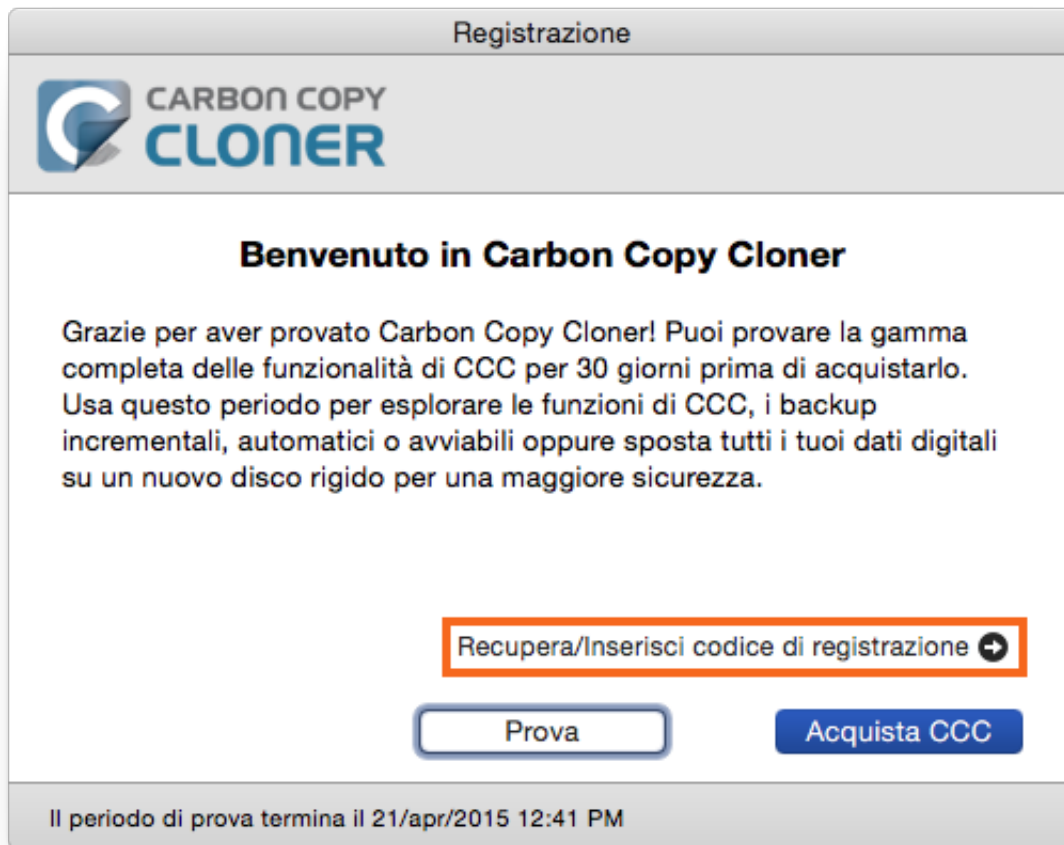 Registrazione
CARBON COPY
CLONER
Benvenuto in Carbon Copy Cloner
Grazie per aver provato Carbon Copy Cloner! Puoi provare la gamma
completa delle funzionalità di CCC per 30 giorni prima di acquistarlo.
Usa questo periodo per esplorare le funzioni di CCC, i backup
incrementali, automatici o avviabili oppure sposta tutti i tuoi dati digitali
su un nuovo disco rigido per una maggiore sicurezza.
Recupera/Inserisci codice di registrazione
Prova
Acquista CCC
Il periodo di prova termina il 21/apr/2015 12:41 PM